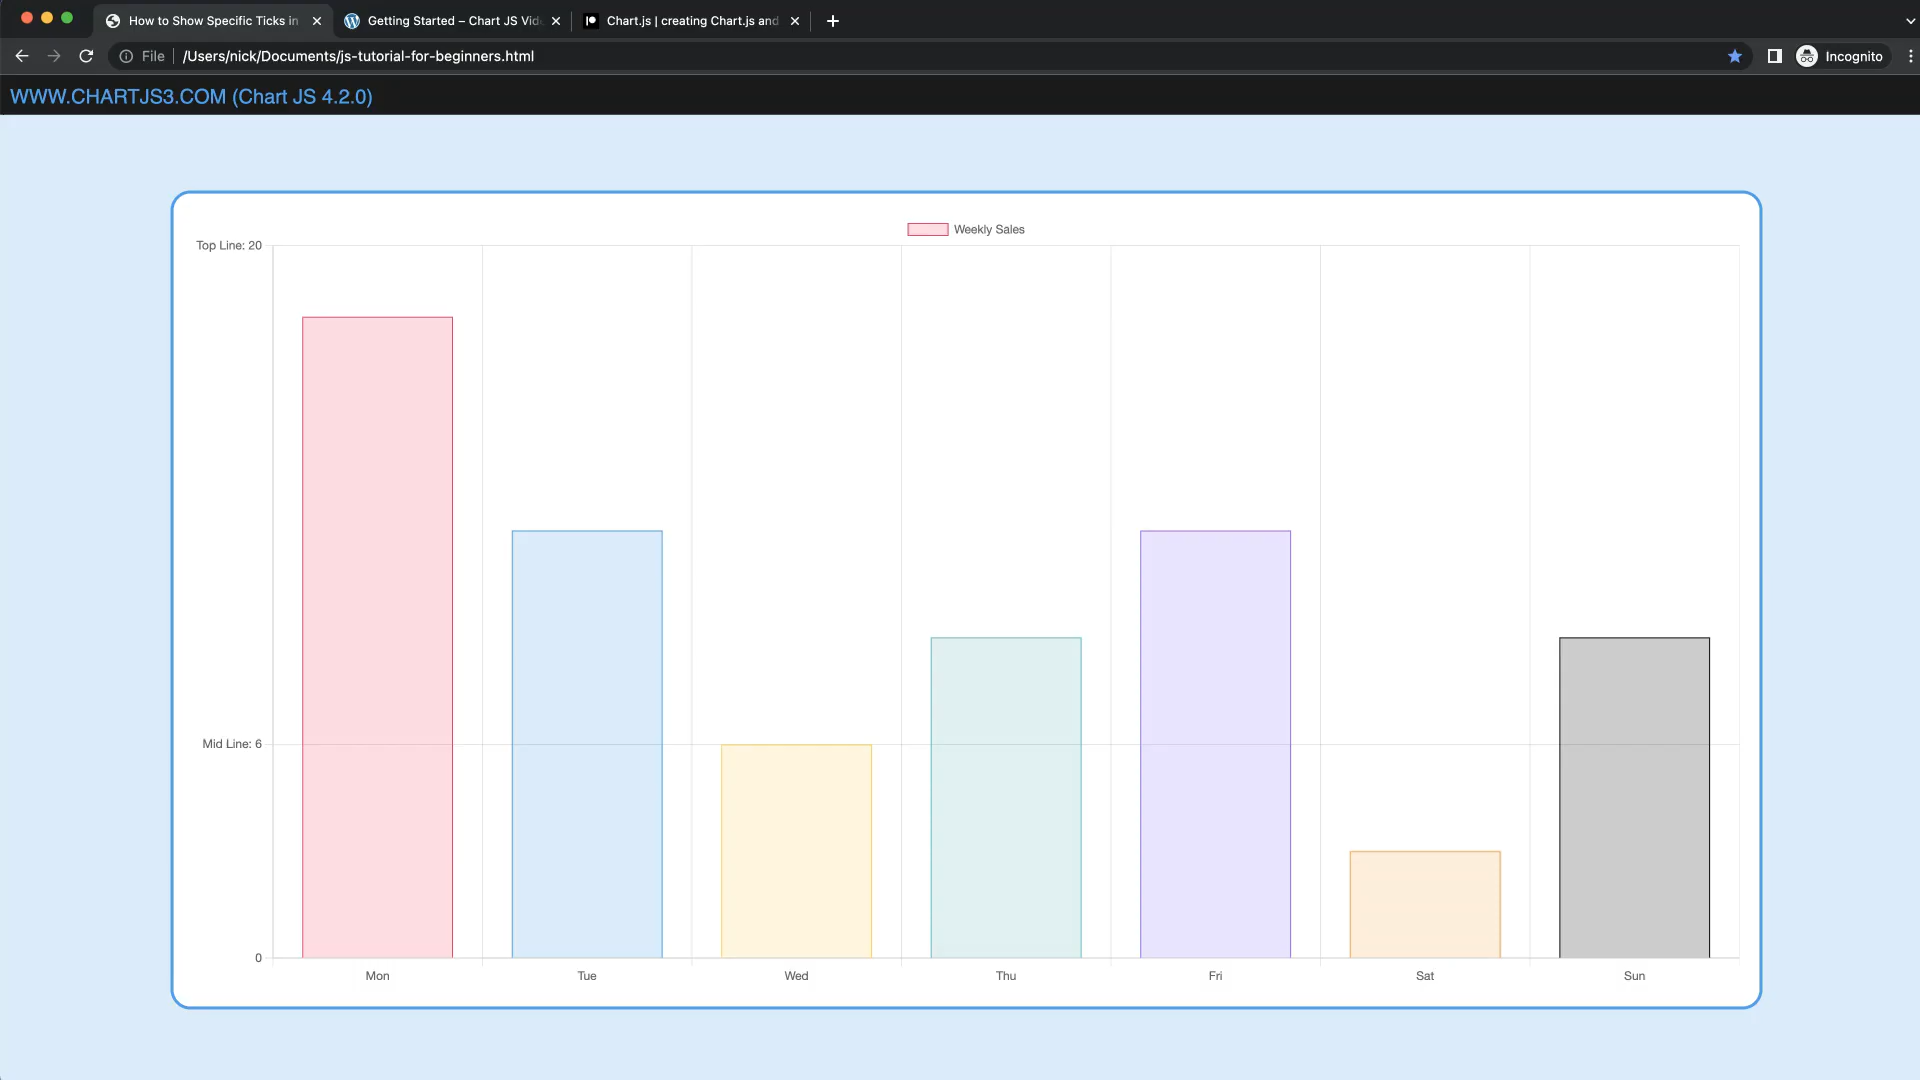 How to Show Specific Ticks in
Getting Started – Chart JS Vid
Chart.js | creating Chart.js and
File
/Users/nick/Documents/js-tutorial-for-beginners.html
Incognito
WWW.CHARTJS3.COM (Chart JS 4.2.0)
Weekly Sales
Top Line: 20
Mid Line: 6
0
Mon Tue Wed Thu Fri Sat Sun